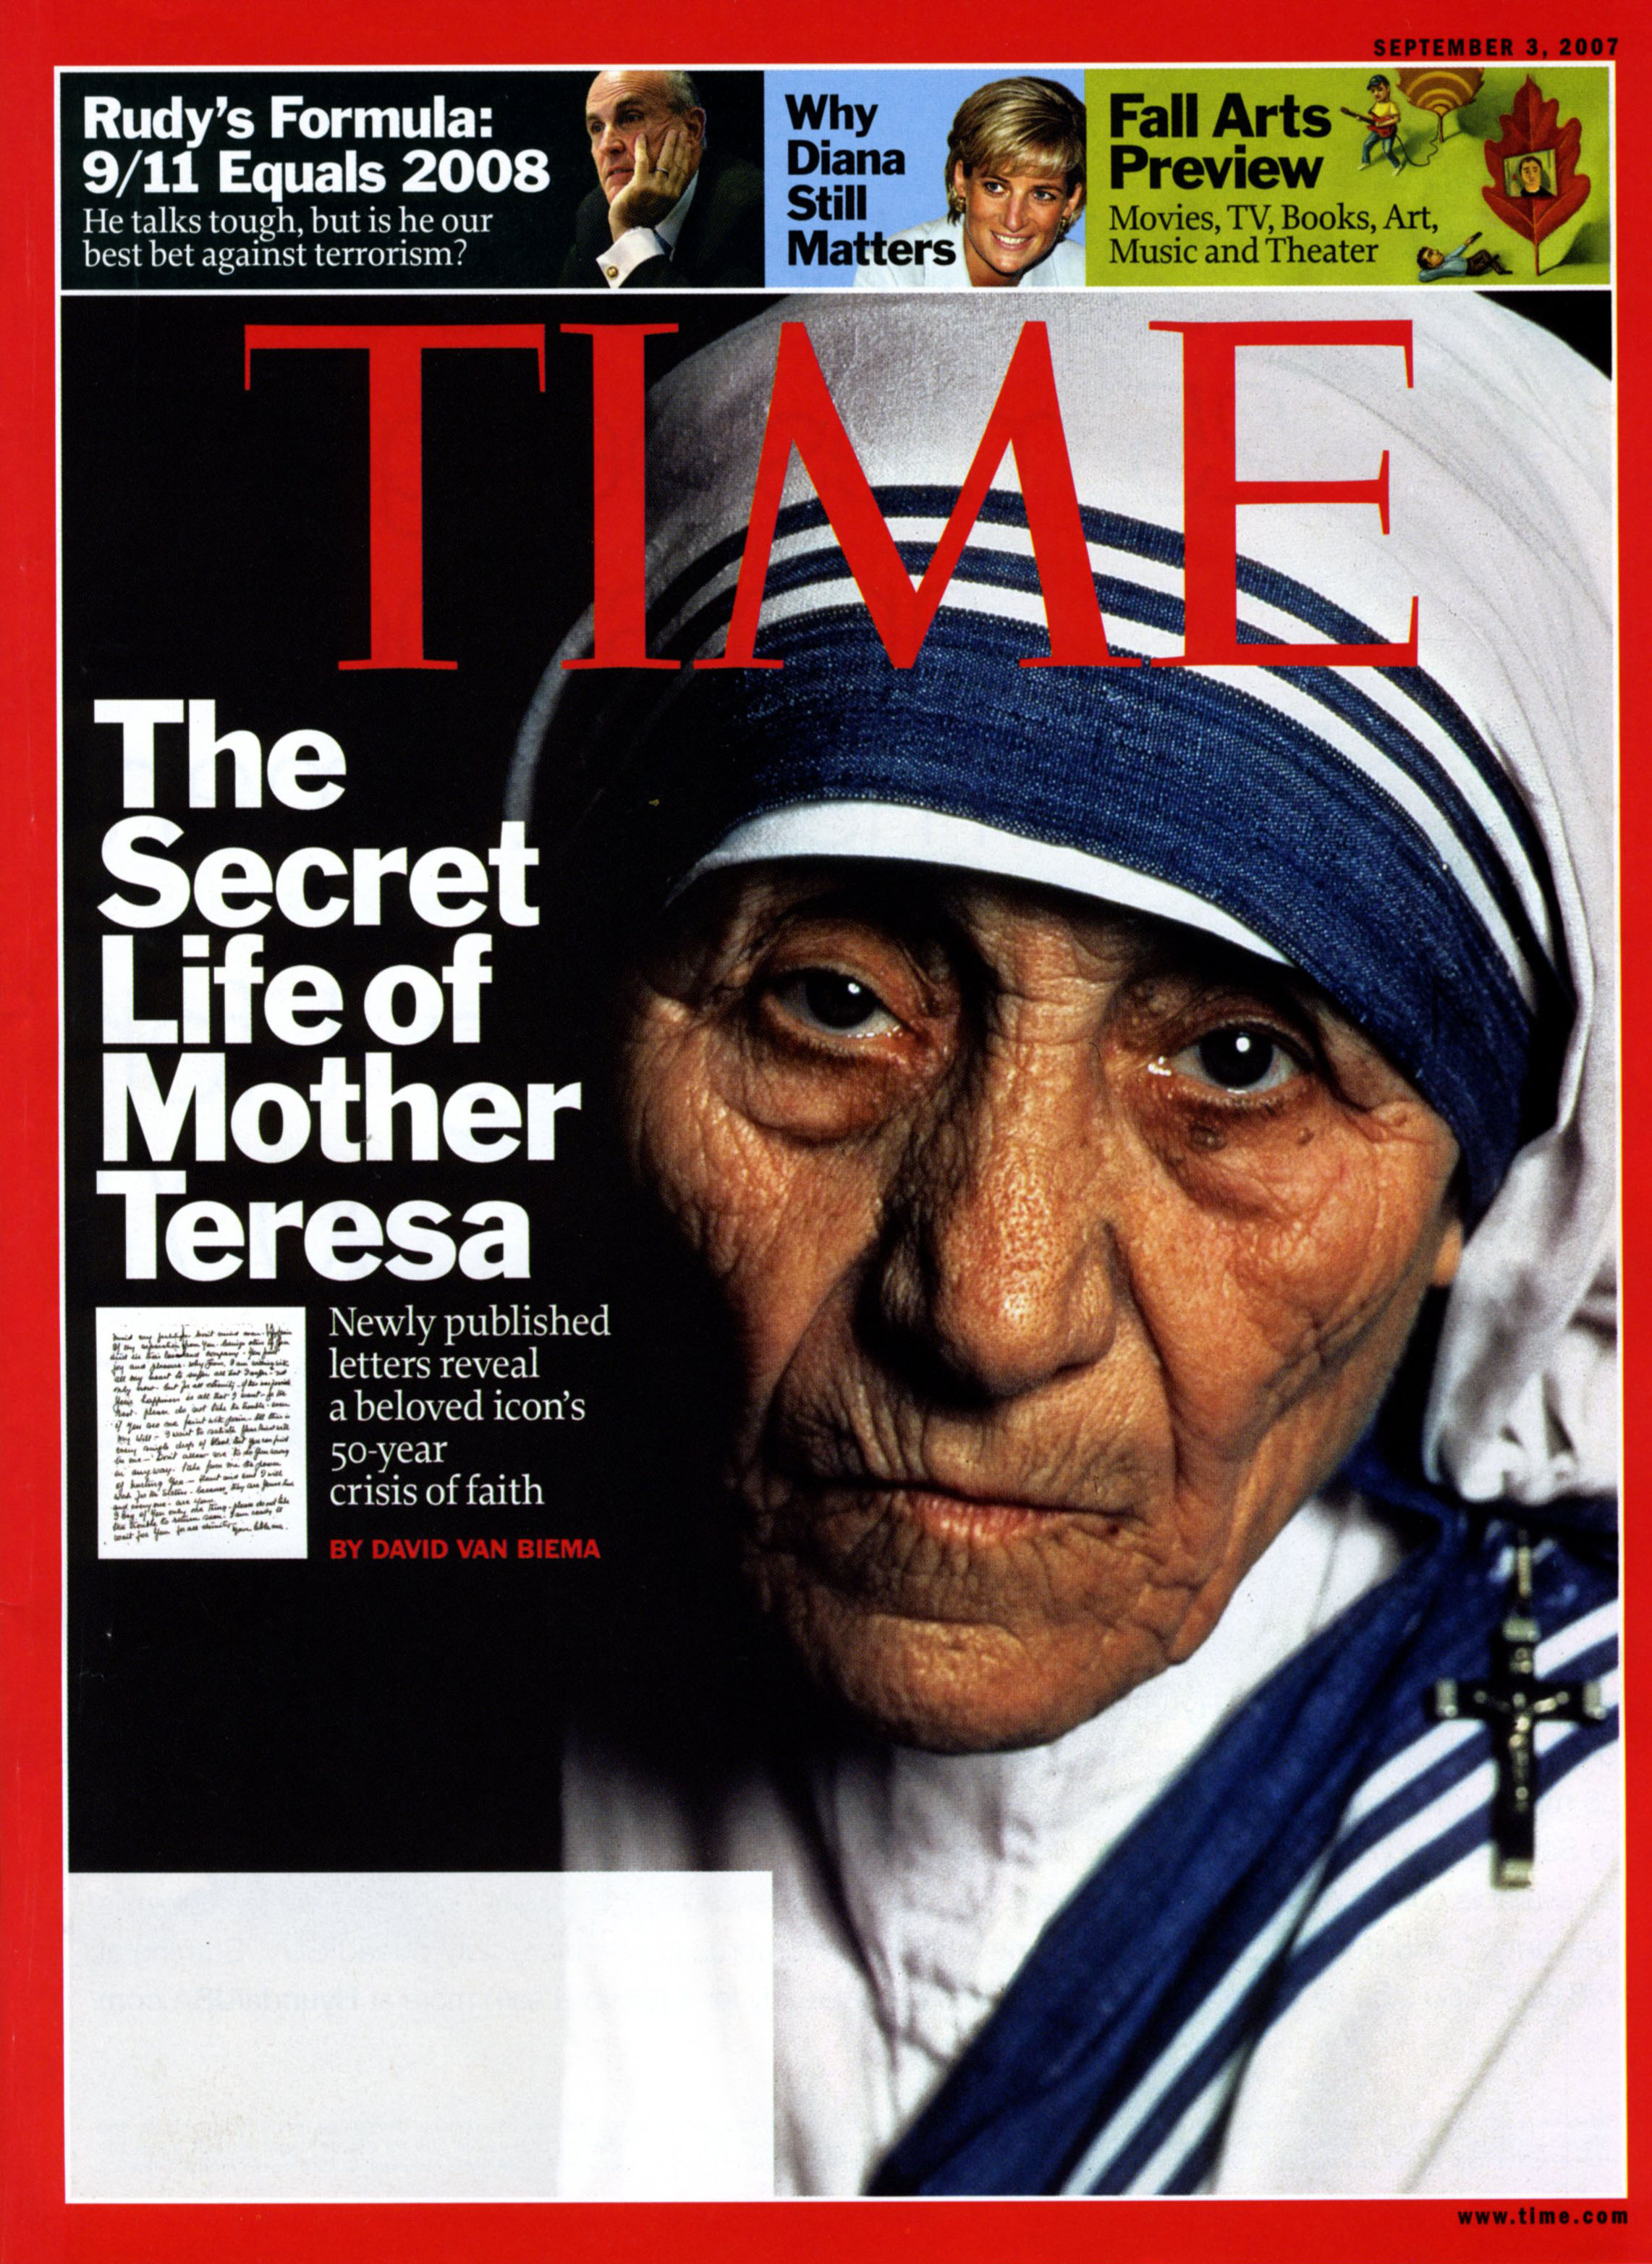 SEPTEMBER 3, 2007
Rudy's Formula:
9/11 Equals 2008
He talks tough, but is he our
best bet against terrorism?
Why
Diana
Still
Matters
Fall Arts
Preview
Movies, TV, Books, Art,
Music and Theater
TIME
The
Secret
Life of
Mother
Teresa
Newly published
letters reveal
a beloved icon's
50-year
crisis of faith
BY DAVID VAN BIEMA
www.time.com